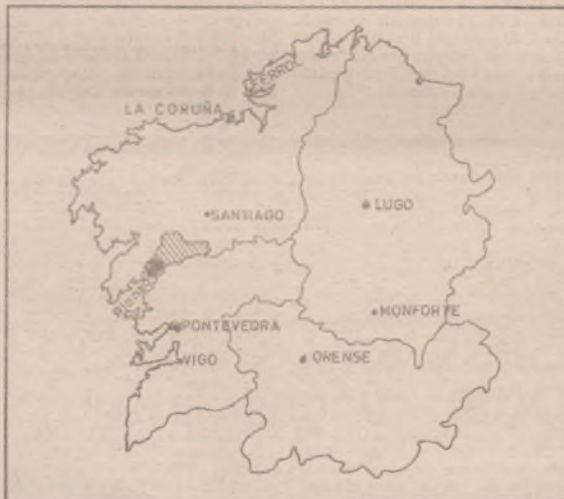 FERROL
LA CORUÑA
LUGO
SANTIAGO
MONFORTE
PONTEVEDRA
VIGO
ORENSE